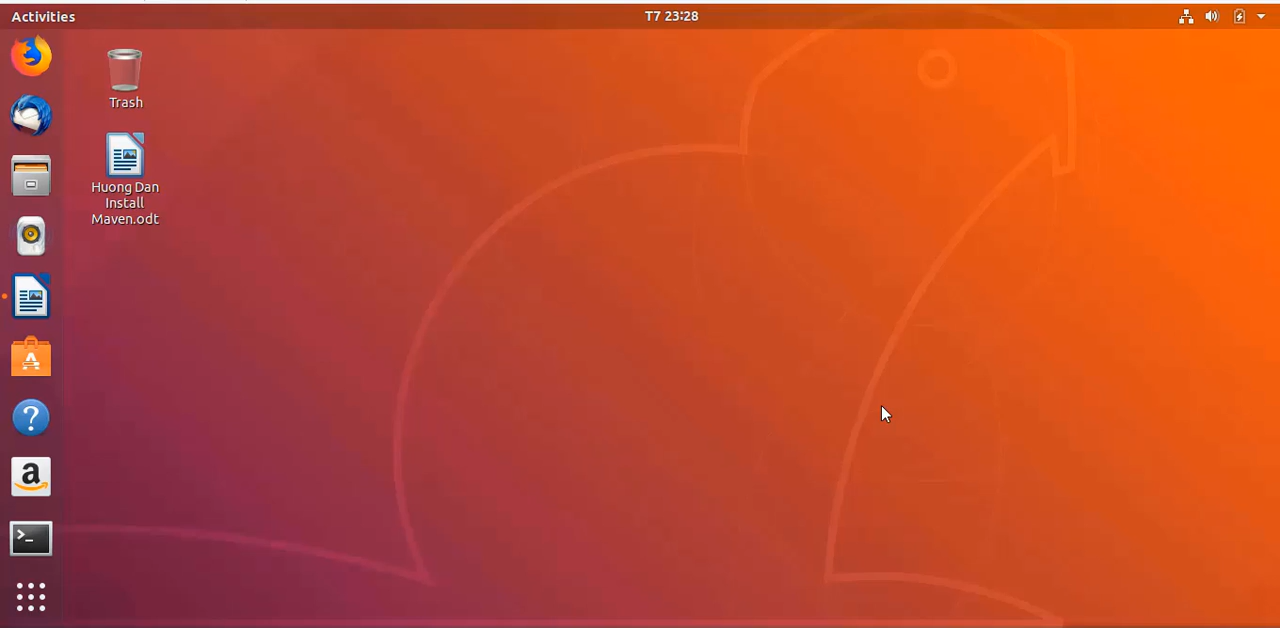 Activities
T7 23:28
Trash
Huong Dan
Install
Maven.odt